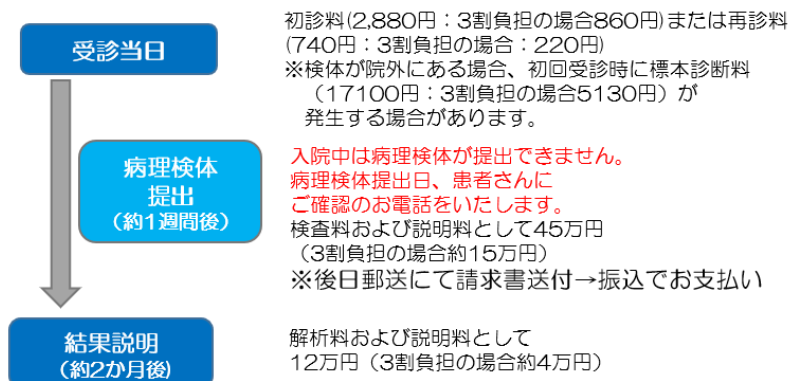 受診当日
初診料(2,880円：3割負担の場合860円)または再診料
(740円：3割負担の場合：220円)
※検体が院外にある場合、初回受診時に標本診断料
（17100円：3割負担の場合5130円）が
発生する場合があります。
病理検体
提出
（約1週間後）
入院中は病理検体が提出できません。
病理検体提出日、患者さんに
ご確認のお電話をいたします。
検査料および説明料として45万円
（3割負担の場合約15万円）
※後日郵送にて請求書送付→振込でお支払い
結果説明
（約2か月後)
解析料および説明料として
12万円（3割負担の場合約4万円）